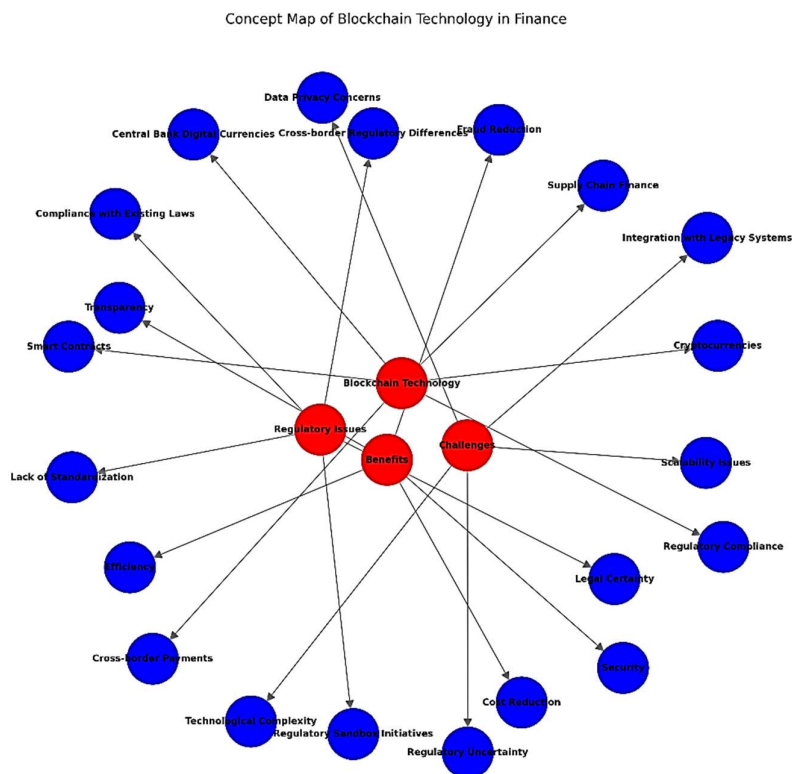 Concept Map of Blockchain Technology in Finance
Data Privacy Concerns
Fraud Reduction
Cross-border Regulatory Differences
Central Bank Digital Currencies
Supply Chain Finance
Compliance with Existing Laws
Integration with Legacy Systems
Transparency
Cryptocurrencies
Smart Contracts
Blockchain Technology
Regulatory Issues
Challenges
Benefits
Scalability Issues
Lack of Standardization
Regulatory Compliance
Efficiency
Legal Certainty
Cross-border Payments
Security
Cost Reduction
Technological Complexity
Regulatory Sandbox Initiatives
Regulatory Uncertainty